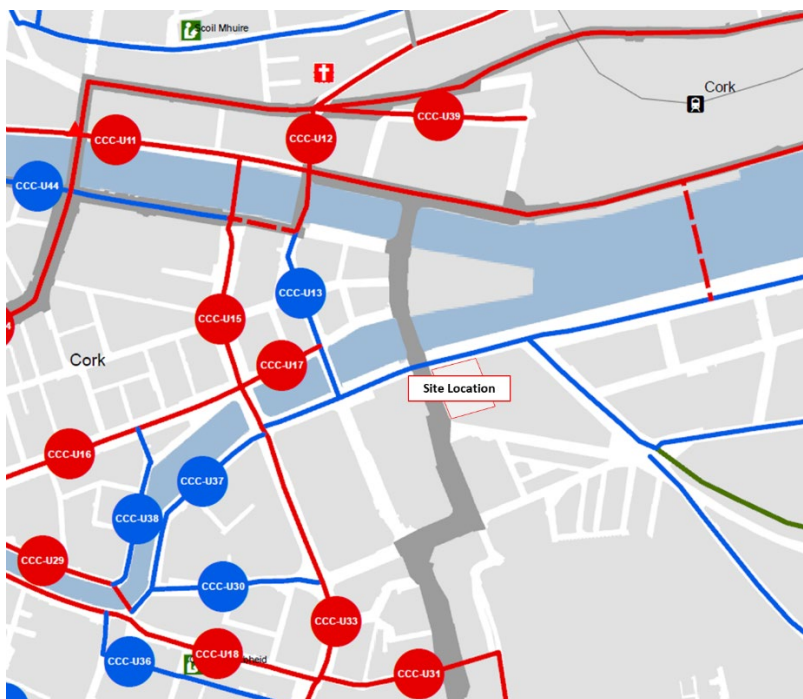 Scoil Mhuire
Cork
CCC-U11
CCC-U12
CCC-U39
CCC-U44
CCC-U13
CCC-U15
Cork
CCC-U17
Site Location
CCC-U16
CCC-U37
CCC-U38
CCC-U29
CCC-U30
CCC-U33
CCC-U18
CCC-U36
CCC-U31